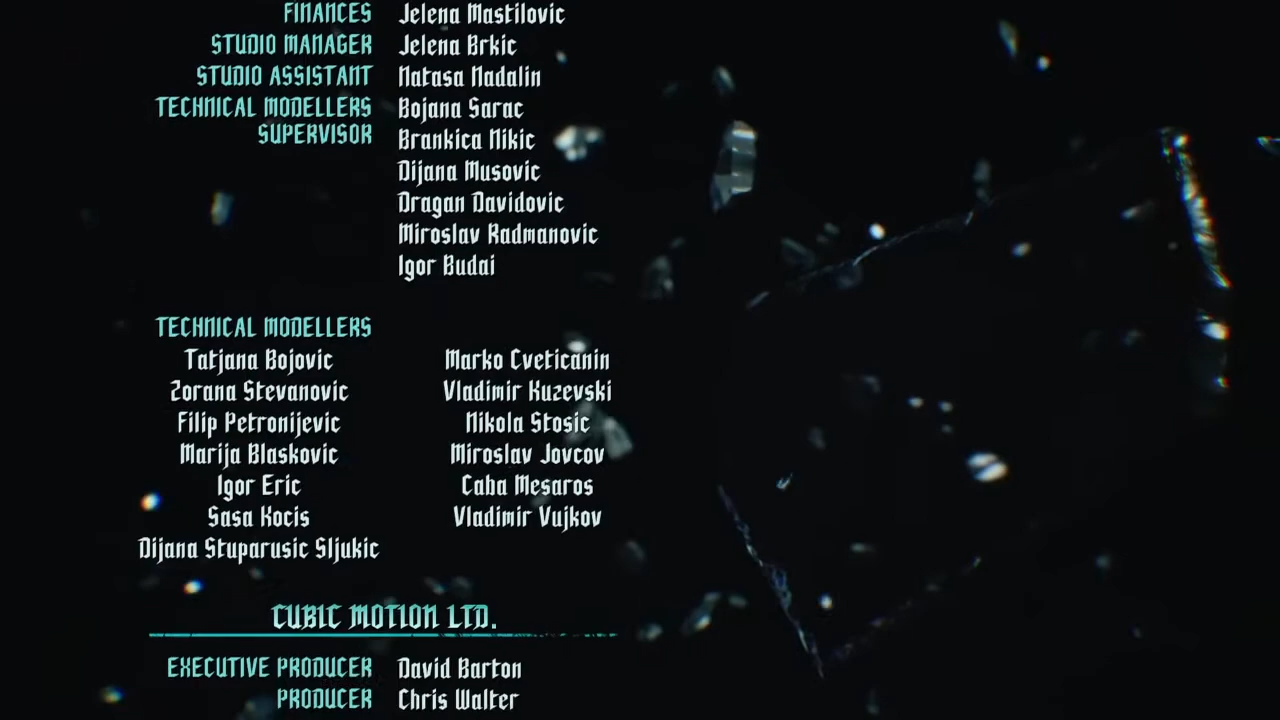 FINANCES Jelena Mastilovic
STUDIO MANAGER Jelena Brkic
STUDIO ASSISTANT Natasa Nadalin
TECHNICAL MODELLERS SUPERVISOR Bojana Sarac
Brankica Nikic
Dijana Musovic
Dragan Davidovic
Miroslav Radmanovic
Igor Budai
TECHNICAL MODELLERS
Tatjana Bojovic Marko Cveticanin
Zorana Stevanovic Vladimir Kuzevski
Filip Petronijevic Nikola Stosic
Marija Blaskovic Miroslav Jovcov
Igor Eric Caba Mesaros
Sasa Kocis Vladimir Vujkov
Dijana Stuparusic Sljukic
CUBIC MOTION LTD.
EXECUTIVE PRODUCER David Barton
PRODUCER Chris Walter